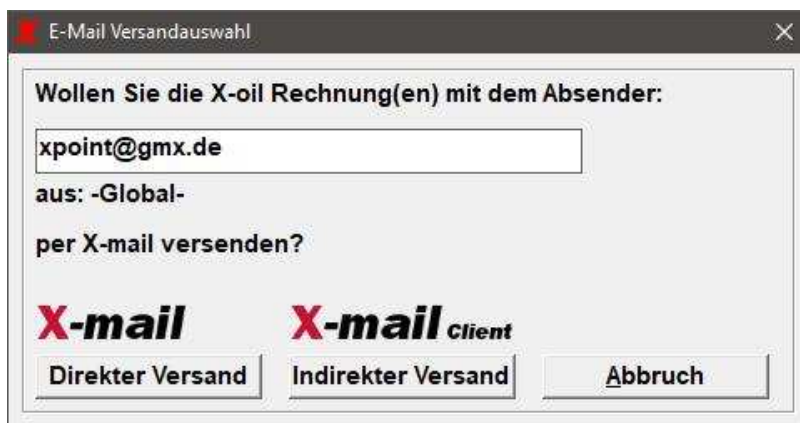 E-Mail Versandauswahl
Wollen Sie die X-oil Rechnung(en) mit dem Absender:
xpoint@gmx.de
aus: -Global-
per X-mail versenden?
X-mail X-mail Client
Direkter Versand Indirekter Versand Abbruch